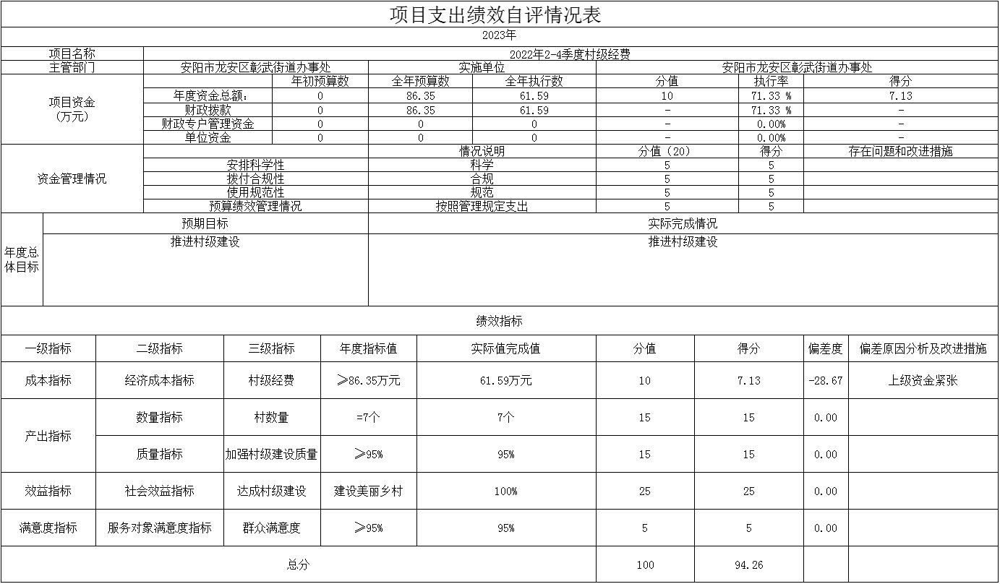 项目支出绩效自评情况表
2023年
项目名称 2022年2-4季度村级经费
主管部门 安阳市龙安区彰武街道办事处 实施单位 安阳市龙安区彰武街道办事处
项目资金
(万元)
年初预算数 全年预算数 全年执行数 分值 执行率 得分
年度资金总额: 0 86.35 61.59 10 71.33 % 7.13
财政拨款 0 86.35 61.59 - 71.33 % -
财政专户管理资金 0 0 0 - 0.00% -
单位资金 0 0 0 - 0.00% -
资金管理情况
情况说明 分值（20） 得分 存在问题和改进措施
安排科学性 科学 5 5
拨付合规性 合规 5 5
使用规范性 规范 5 5
预算绩效管理情况 按照管理规定支出 5 5
年度总
体目标
预期目标 实际完成情况
推进村级建设 推进村级建设
绩效指标
一级指标 二级指标 三级指标 年度指标值 实际值完成值 分值 得分 偏差度 偏差原因分析及改进措施
成本指标 经济成本指标 村级经费 ≥86.35万元 61.59万元 10 7.13 -28.67 上级资金紧张
产出指标
数量指标 村数量 =7个 7个 15 15 0.00
质量指标 加强村级建设质量 ≥95% 95% 15 15 0.00
效益指标 社会效益指标 达成村级建设 建设美丽乡村 100% 25 25 0.00
满意度指标 服务对象满意度指标 群众满意度 ≥95% 95% 5 5 0.00
总分 100 94.26